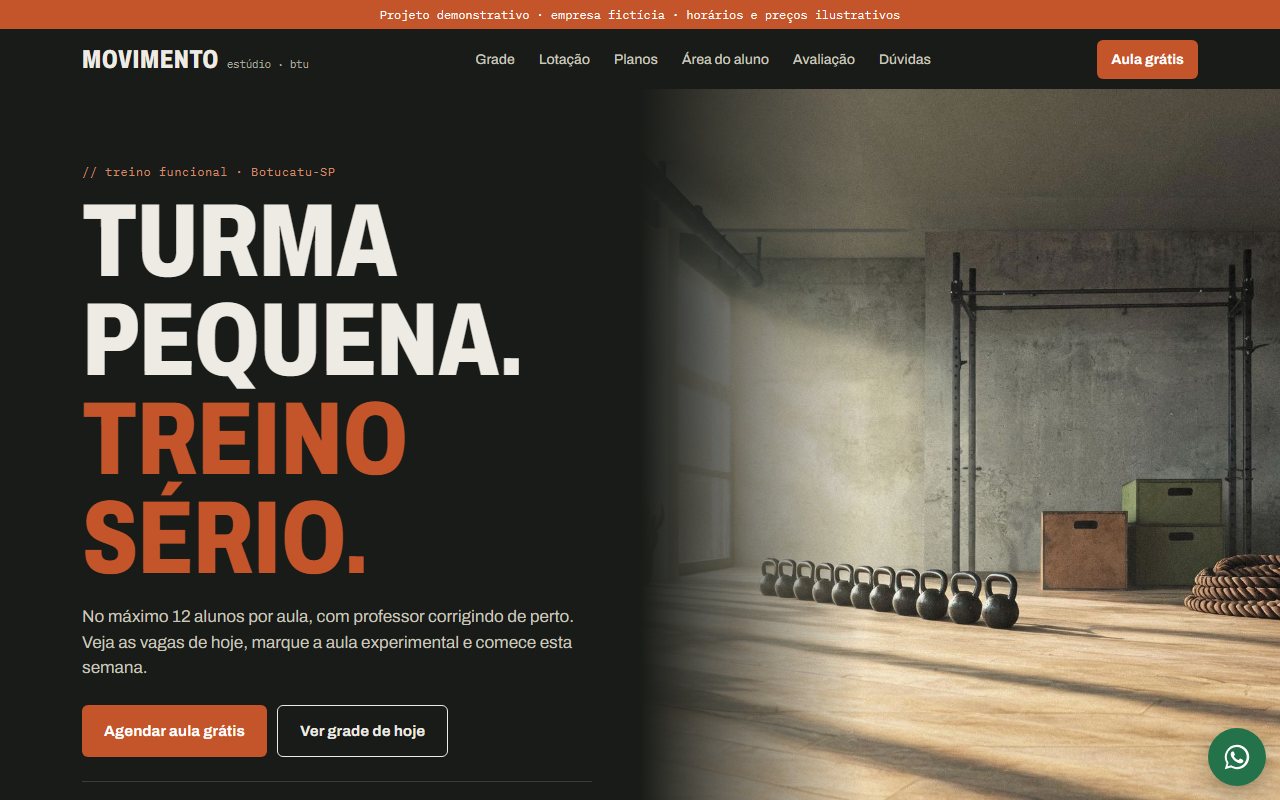 Projeto demonstrativo · empresa fictícia · horários e preços ilustrativos
MOVIMENTO estúdio · btu
Grade
Lotação
Planos
Área do aluno
Avaliação
Dúvidas
Aula grátis
// treino funcional · Botucatu-SP
TURMA
PEQUENA.
TREINO
SÉRIO.
No máximo 12 alunos por aula, com professor corrigindo de perto.
Veja as vagas de hoje, marque a aula experimental e comece esta
semana.
Agendar aula grátis
Ver grade de hoje